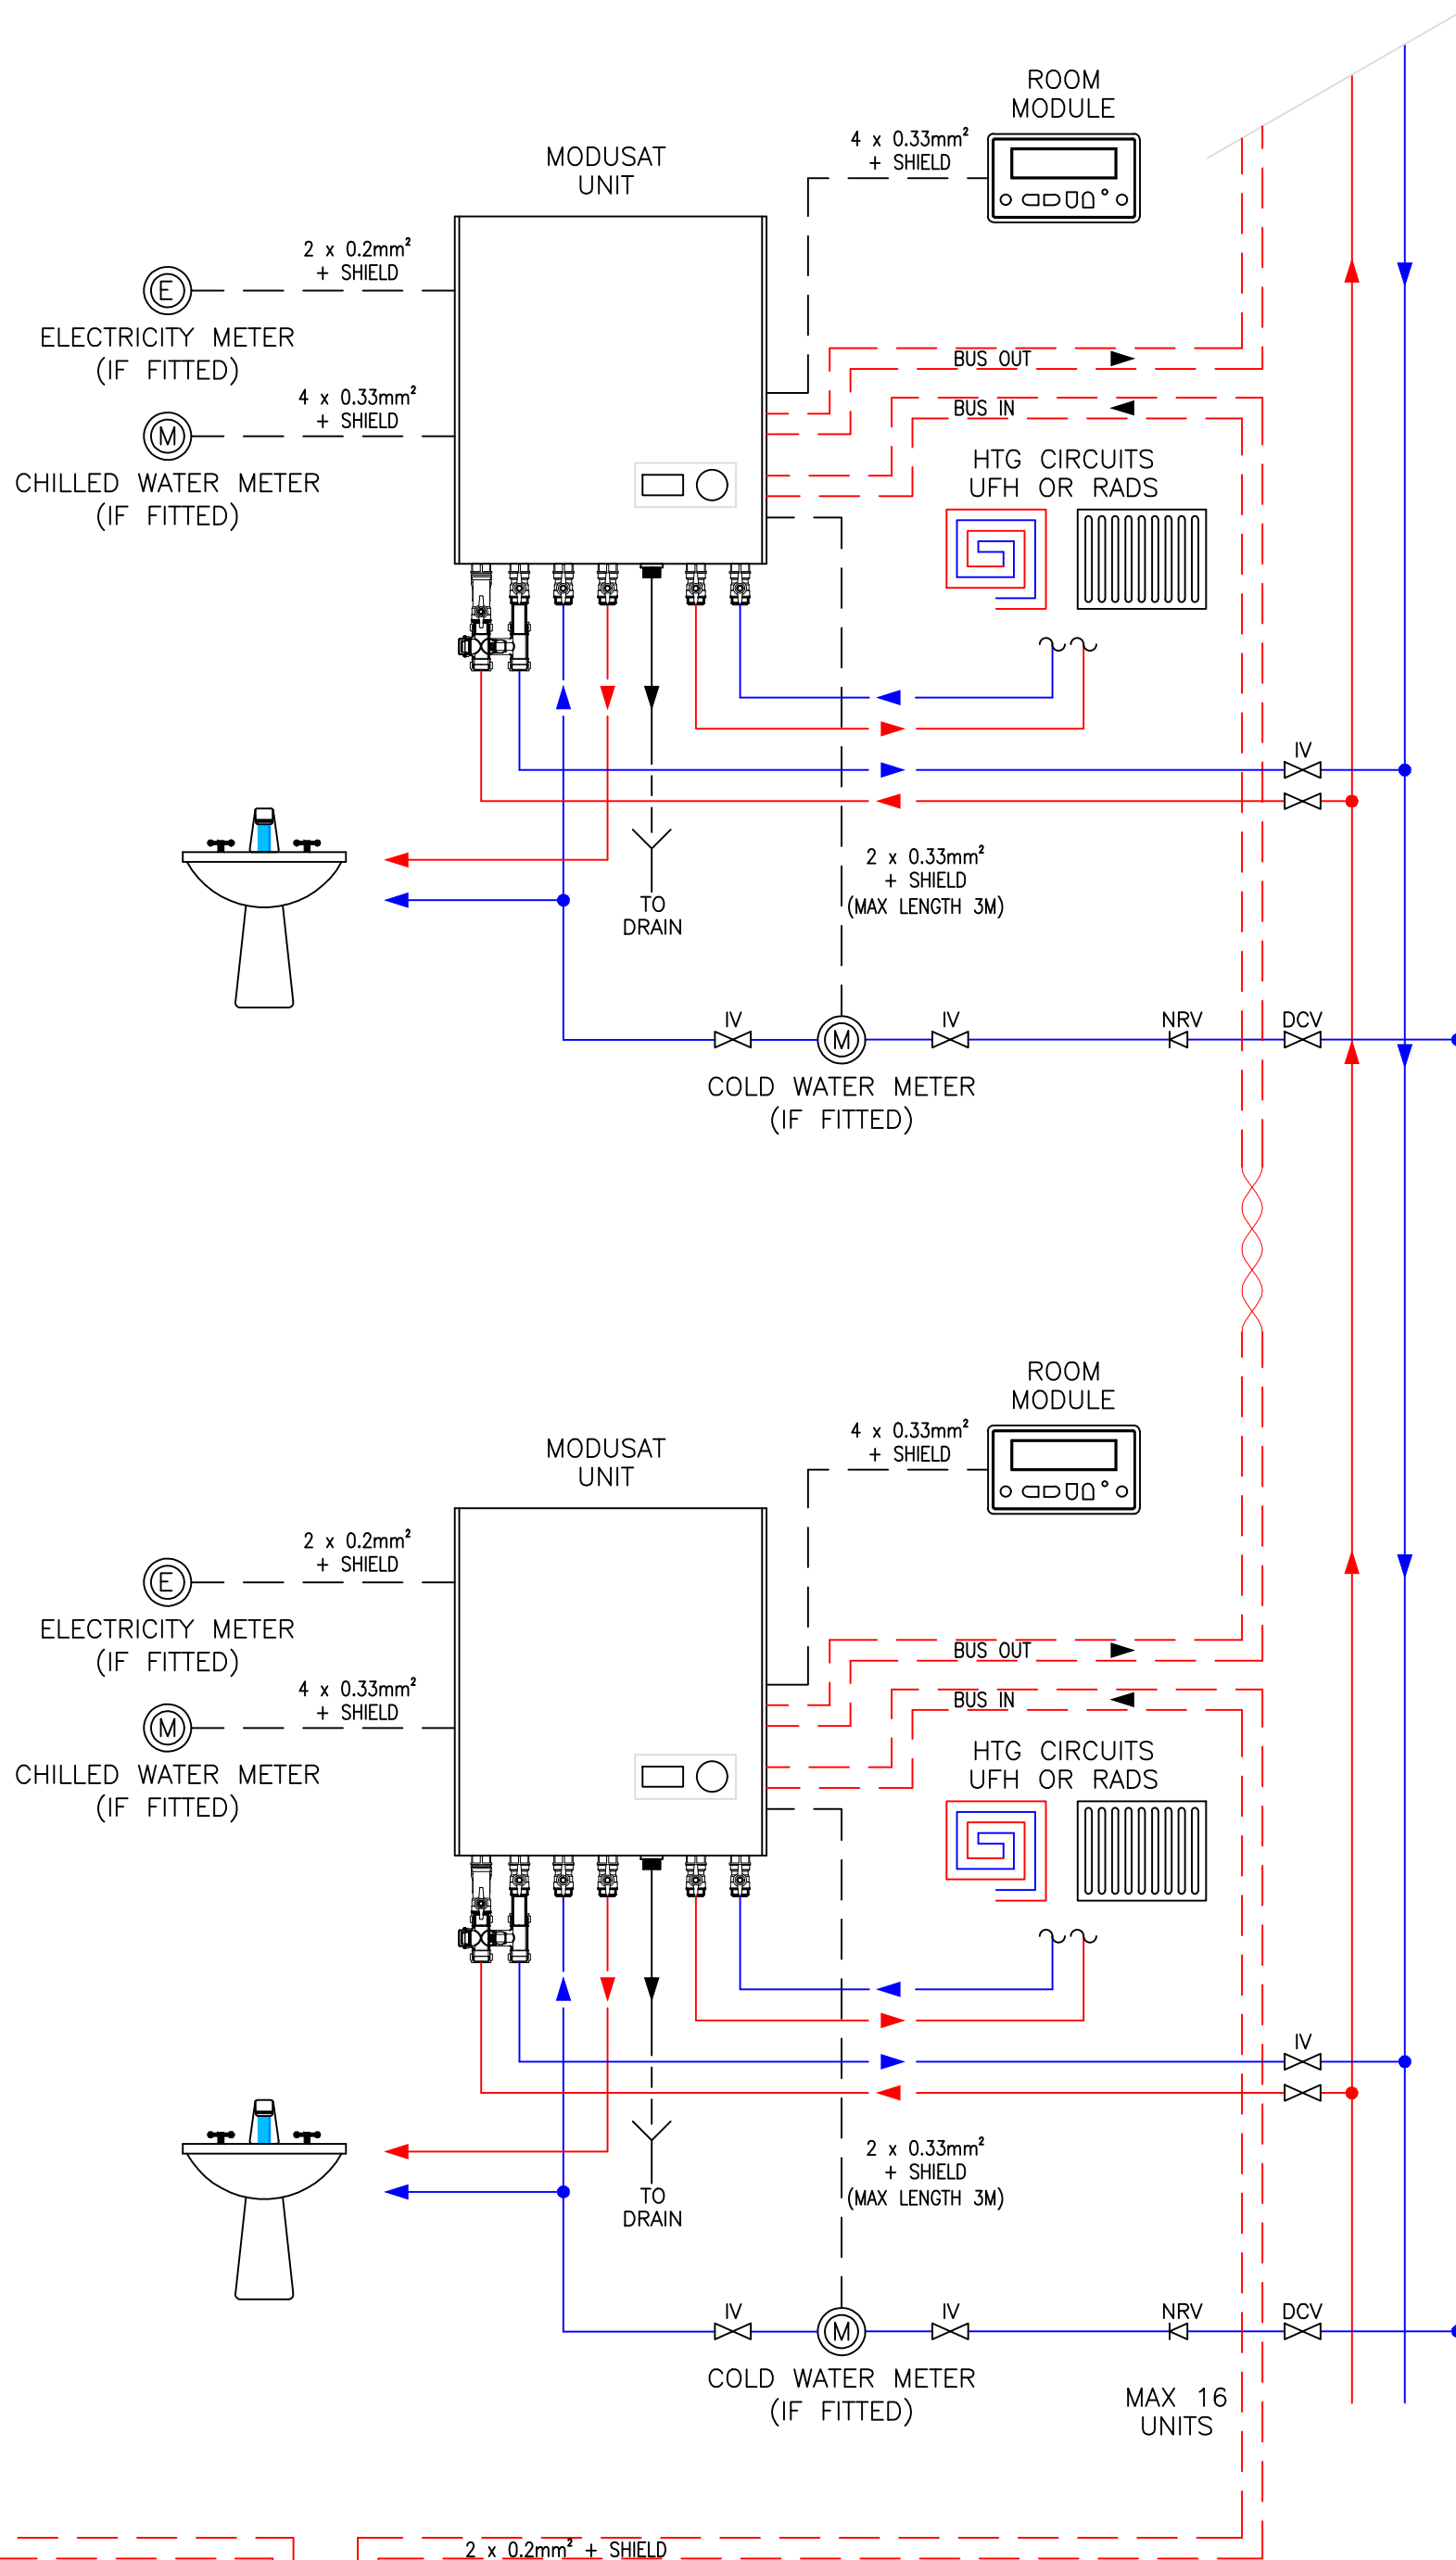 ROOM
MODULE
4 x 0.33mm²
+ SHIELD
MODUSAT
UNIT
2 x 0.2mm²
+ SHIELD
E
ELECTRICITY METER
(IF FITTED)
BUS OUT
4 x 0.33mm²
+ SHIELD
BUS IN
M
CHILLED WATER METER
(IF FITTED)
HTG CIRCUITS
UFH OR RADS
IV
2 x 0.33mm²
+ SHIELD
(MAX LENGTH 3M)
TO
DRAIN
IV
IV
NRV
DCV
M
COLD WATER METER
(IF FITTED)
ROOM
MODULE
4 x 0.33mm²
+ SHIELD
MODUSAT
UNIT
2 x 0.2mm²
+ SHIELD
E
ELECTRICITY METER
(IF FITTED)
BUS OUT
4 x 0.33mm²
+ SHIELD
BUS IN
M
CHILLED WATER METER
(IF FITTED)
HTG CIRCUITS
UFH OR RADS
IV
2 x 0.33mm²
+ SHIELD
(MAX LENGTH 3M)
TO
DRAIN
IV
IV
NRV
DCV
M
COLD WATER METER
(IF FITTED)
MAX 16
UNITS
2 x 0.2mm² + SHIELD